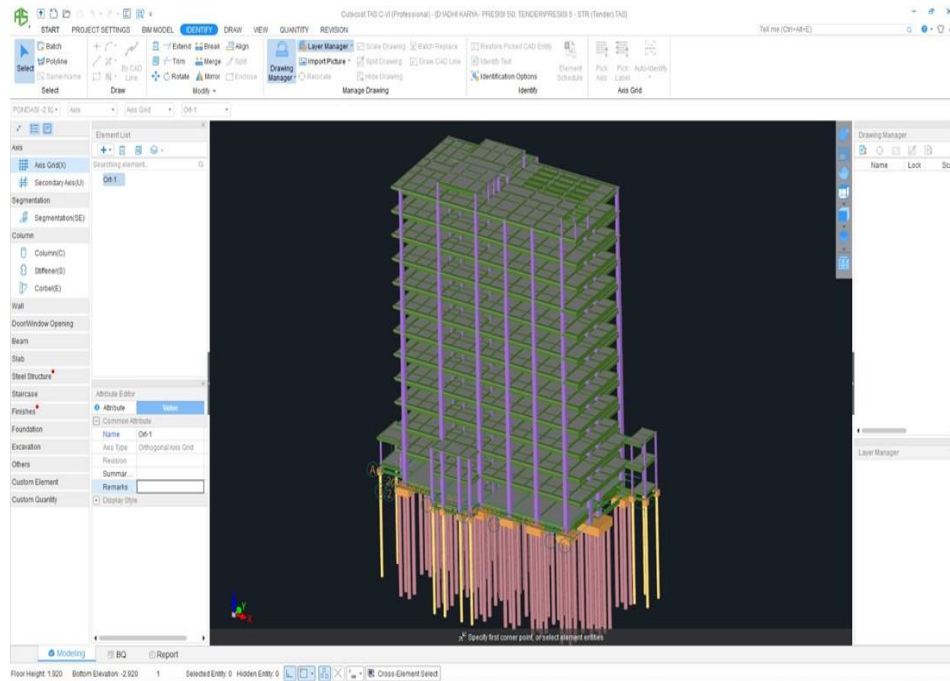 Cubicost TAS C-VI (Professional) - [D:\ADHI KARYA- PRESISI 5\0. TENDER\PRESISI 5 - STR (Tender).TAS]
START PROJECT SETTINGS BIM MODEL IDENTIFY DRAW VIEW QUANTITY REVISION
Tell me (Ctrl+Alt+E)
Select
Batch
Polyline
Same-Name
Select
By CAD Line
Draw
Extend Break Align
Trim Merge Split
Rotate Mirror Enclose
Modify
Drawing Manager
Layer Manager Scale Drawing Batch Replace
Import Picture Split Drawing Draw CAD Line
Relocate Hide Drawing
Manage Drawing
Restore Picked CAD Entity
Identify Text
Identification Options
Element Schedule
Identify
Pick Axis
Pick Label
Auto-Identify
Axis Grid
Axis Axis Grid Ort-1
Axis
Axis Grid(X)
Secondary Axis(U)
Segmentation
Segmentation(SE)
Column
Column(C)
Stiffener(S)
Corbel(E)
Wall
Door/Window Opening
Beam
Slab
Steel Structure
Staircase
Finishes
Foundation
Excavation
Others
Custom Element
Custom Quantity
Element List
Searching element...
Ort-1
Attribute Editor
Attribute Value
Common Attribute
Name Ort-1
Axis Type Orthogonal Axis Grid
Revision
Summar...
Remarks
Display Style
A
Z
Y
X
Specify first corner point, or select element entities
Drawing Manager
Name Lock Sc
Layer Manager
Modeling BQ Report
Floor Height: 1.920 Bottom Elevation: -2.920 1 Selected Entity: 0 Hidden Entity: 0 Cross-Element Select